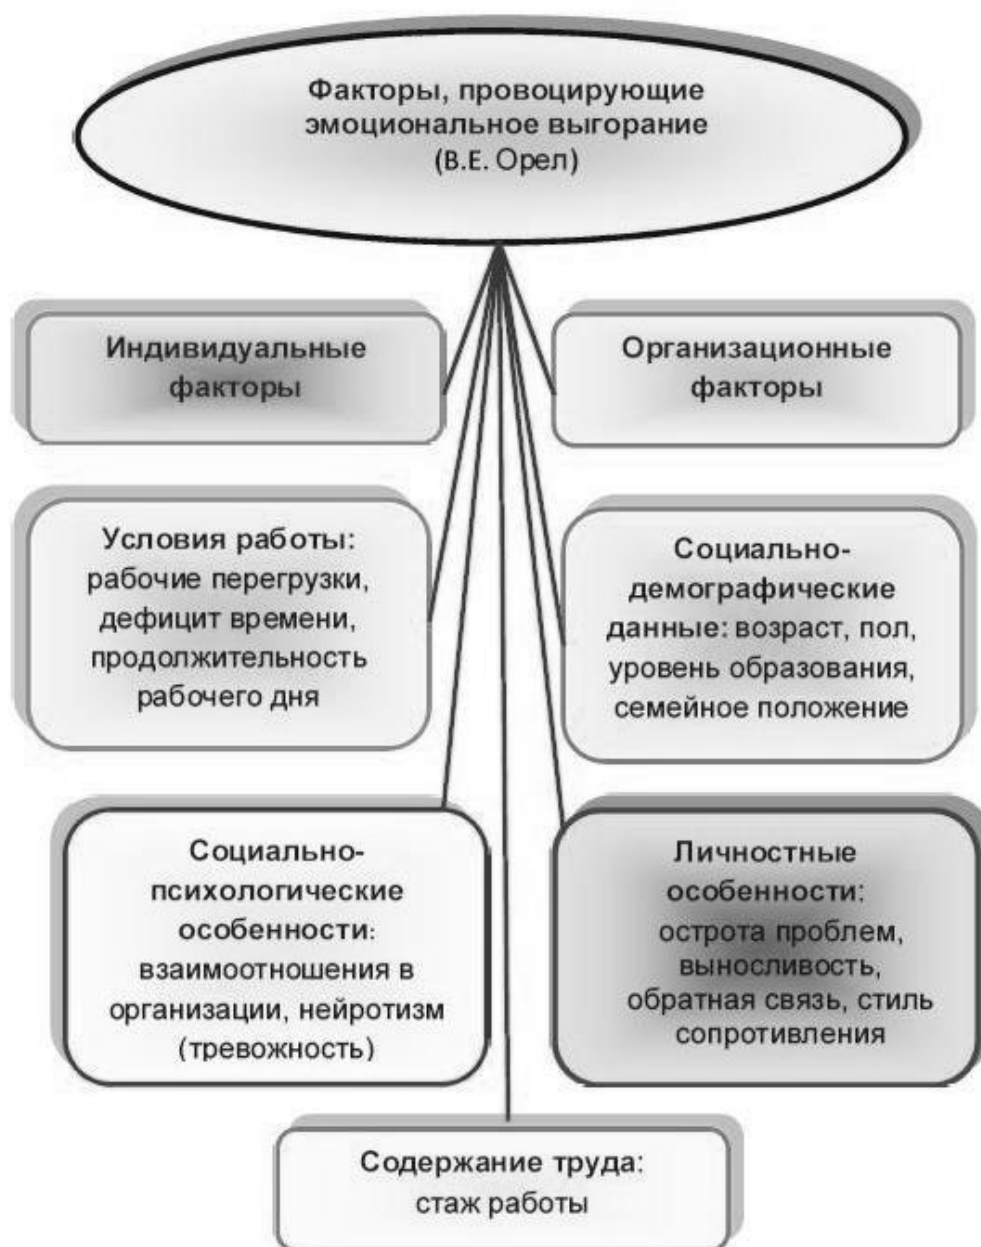 Факторы, провоцирующие
эмоциональное выгорание
(В.Е. Орел)
Индивидуальные
факторы
Организационные
факторы
Условия работы:
рабочие перегрузки,
дефицит времени,
продолжительность
рабочего дня
Социально-
демографические
данные: возраст, пол,
уровень образования,
семейное положение
Социально-
психологические
особенности:
взаимоотношения в
организации, нейротизм
(тревожность)
Личностные
особенности:
острота проблем,
выносливость,
обратная связь, стиль
сопротивления
Содержание труда:
стаж работы